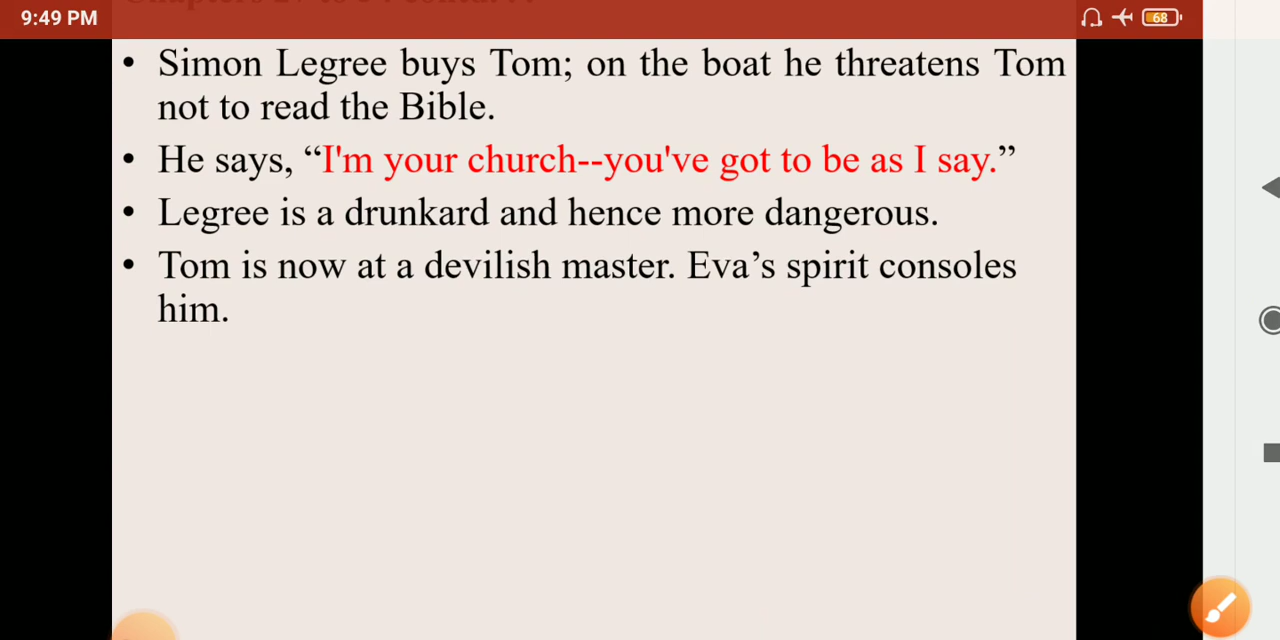 9:49 PM
68
• Simon Legree buys Tom; on the boat he threatens Tom
not to read the Bible.
• He says, “I'm your church--you've got to be as I say.”
• Legree is a drunkard and hence more dangerous.
• Tom is now at a devilish master. Eva’s spirit consoles
him.